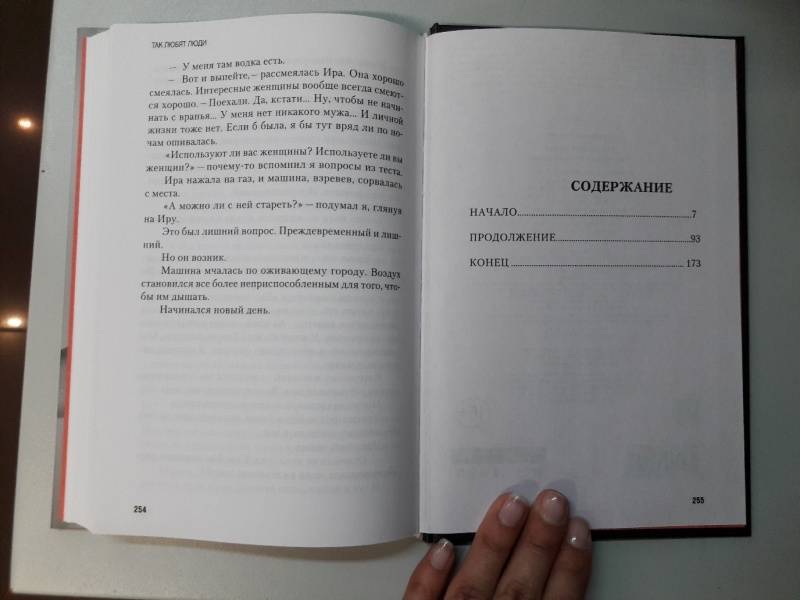 ТАК ЛЮБЯТ ЛЮДИ
— У меня там водка есть.
— Вот и выпейте, — рассмеялась Ира. Она хорошо
смеялась. Интересные женщины вообще всегда смеют-
ся хорошо. — Поехали. Да, кстати... Ну, чтобы не начи-
нать с вранья... У меня нет никакого мужа... И личной
жизни тоже нет. Если б была, я бы тут вряд ли по но-
чам ошивалась.
«Используют ли вас женщины? Используете ли вы
женщин?» — почему-то вспомнил я вопросы из теста.
Ира нажала на газ, и машина, взревев, сорвалась
с места.
«А можно ли с ней стареть?» — подумал я, глянув
на Иру.
Это был лишний вопрос. Преждевременный и лиш-
ний.
Но он возник.
Машина мчалась по оживающему городу. Воздух
становился все более неприспособленным для того, что-
бы им дышать.
Начинался новый день.
254
СОДЕРЖАНИЕ
НАЧАЛО..................................................7
ПРОДОЛЖЕНИЕ......................................93
КОНЕЦ .................................................. 173
255